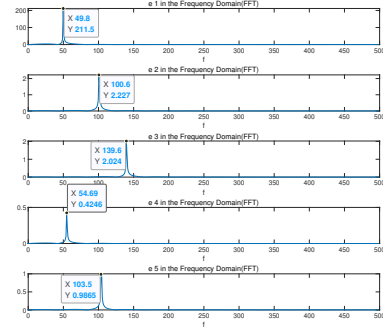 e 1 in the Frequency Domain(FFT)
200
100
0
X 49.8
Y 211.5
0 50 100 150 200 250 300 350 400 450 500
f
e 2 in the Frequency Domain(FFT)
2
1
0
X 100.6
Y 2.227
0 50 100 150 200 250 300 350 400 450 500
f
e 3 in the Frequency Domain(FFT)
2
1
0
X 139.6
Y 2.024
0 50 100 150 200 250 300 350 400 450 500
f
X 54.69
Y 0.4246
e 4 in the Frequency Domain(FFT)
0.5
0
0 50 100 150 200 250 300 350 400 450 500
f
e 5 in the Frequency Domain(FFT)
1
0.5
0
X 103.5
Y 0.9865
0 50 100 150 200 250 300 350 400 450 500
f